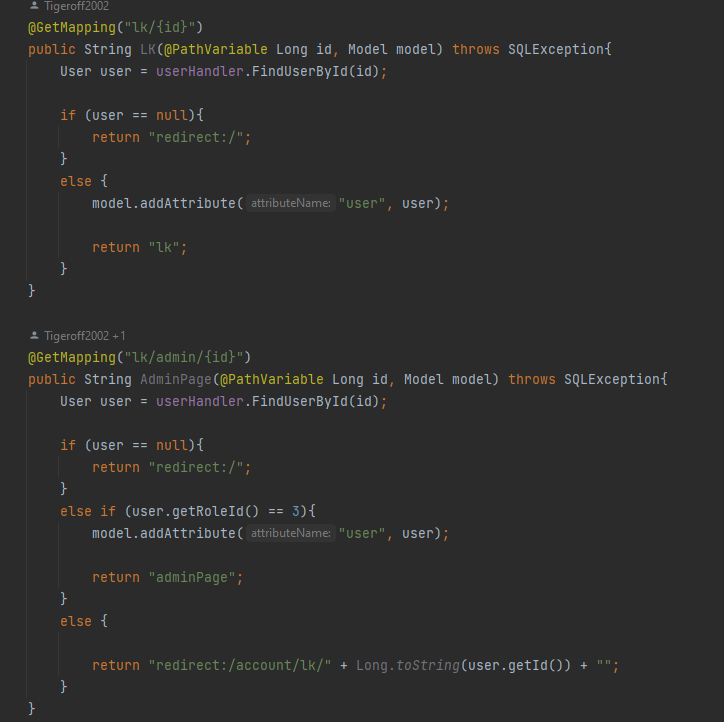 Tigeroff2002
@GetMapping("lk/{id}")
public String LK(@PathVariable Long id, Model model) throws SQLException{
User user = userHandler.FindUserById(id);
if (user == null){
return "redirect:/";
}
else {
model.addAttribute( attributeName: "user", user);
return "lk";
}
}
Tigeroff2002 +1
@GetMapping("lk/admin/{id}")
public String AdminPage(@PathVariable Long id, Model model) throws SQLException{
User user = userHandler.FindUserById(id);
if (user == null){
return "redirect:/";
}
else if (user.getRoleId() == 3){
model.addAttribute( attributeName: "user", user);
return "adminPage";
}
else {
return "redirect:/account/lk/" + Long.toString(user.getId()) + "";
}
}